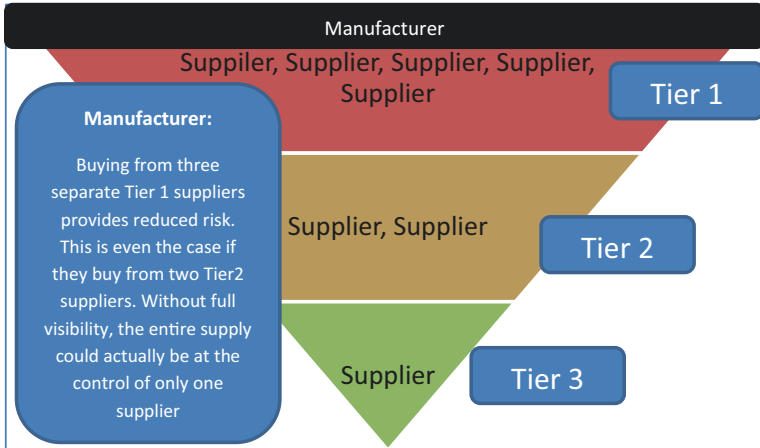 Manufacturer
Suppiler, Supplier, Supplier, Supplier,
Supplier
Tier 1
Manufacturer:
Buying from three
separate Tier 1 suppliers
provides reduced risk.
This is even the case if
they buy from two Tier2
suppliers. Without full
visibility, the entire supply
could actually be at the
control of only one
supplier
Supplier, Supplier
Tier 2
Supplier
Tier 3